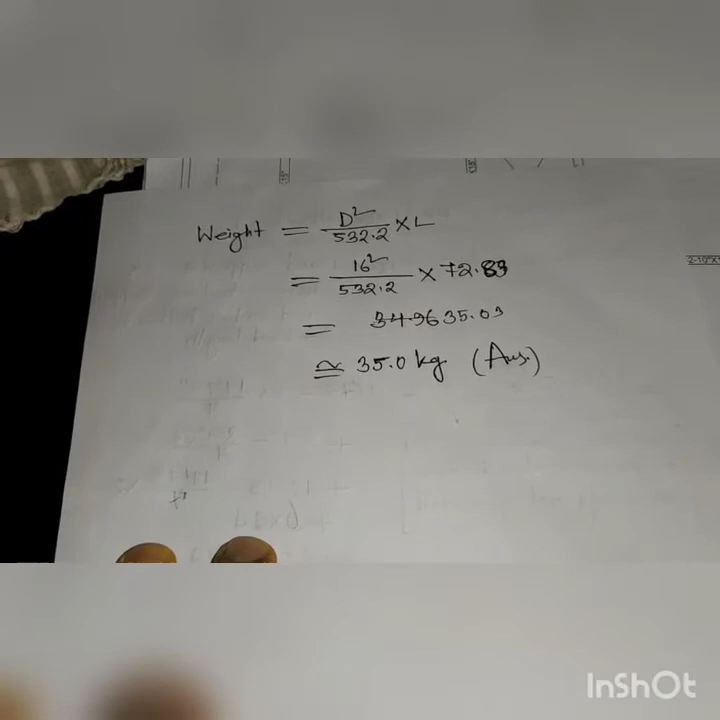 Weight = D²/532.2 × L
= 16²/532.2 × 72.83
= 35.03
≅ 35.0 kg (Ans.)
InShOt